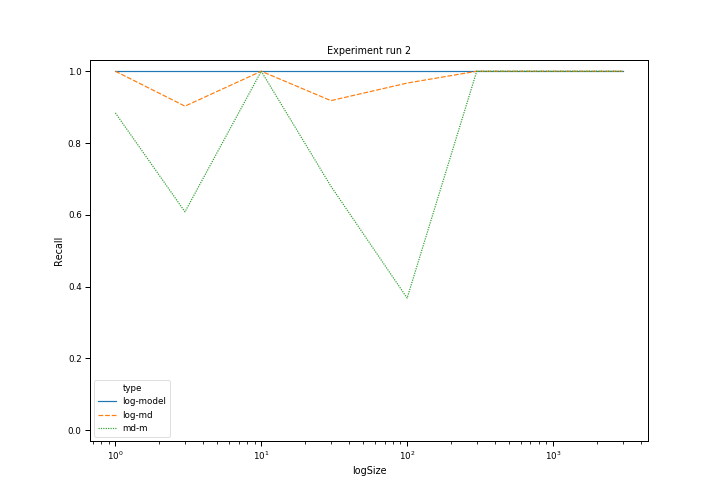 Experiment run 2
Recall
1.0
0.8
0.6
0.4
0.2
0.0
type
log-model
log-md
md-m
10⁰
10¹
10²
10³
logSize